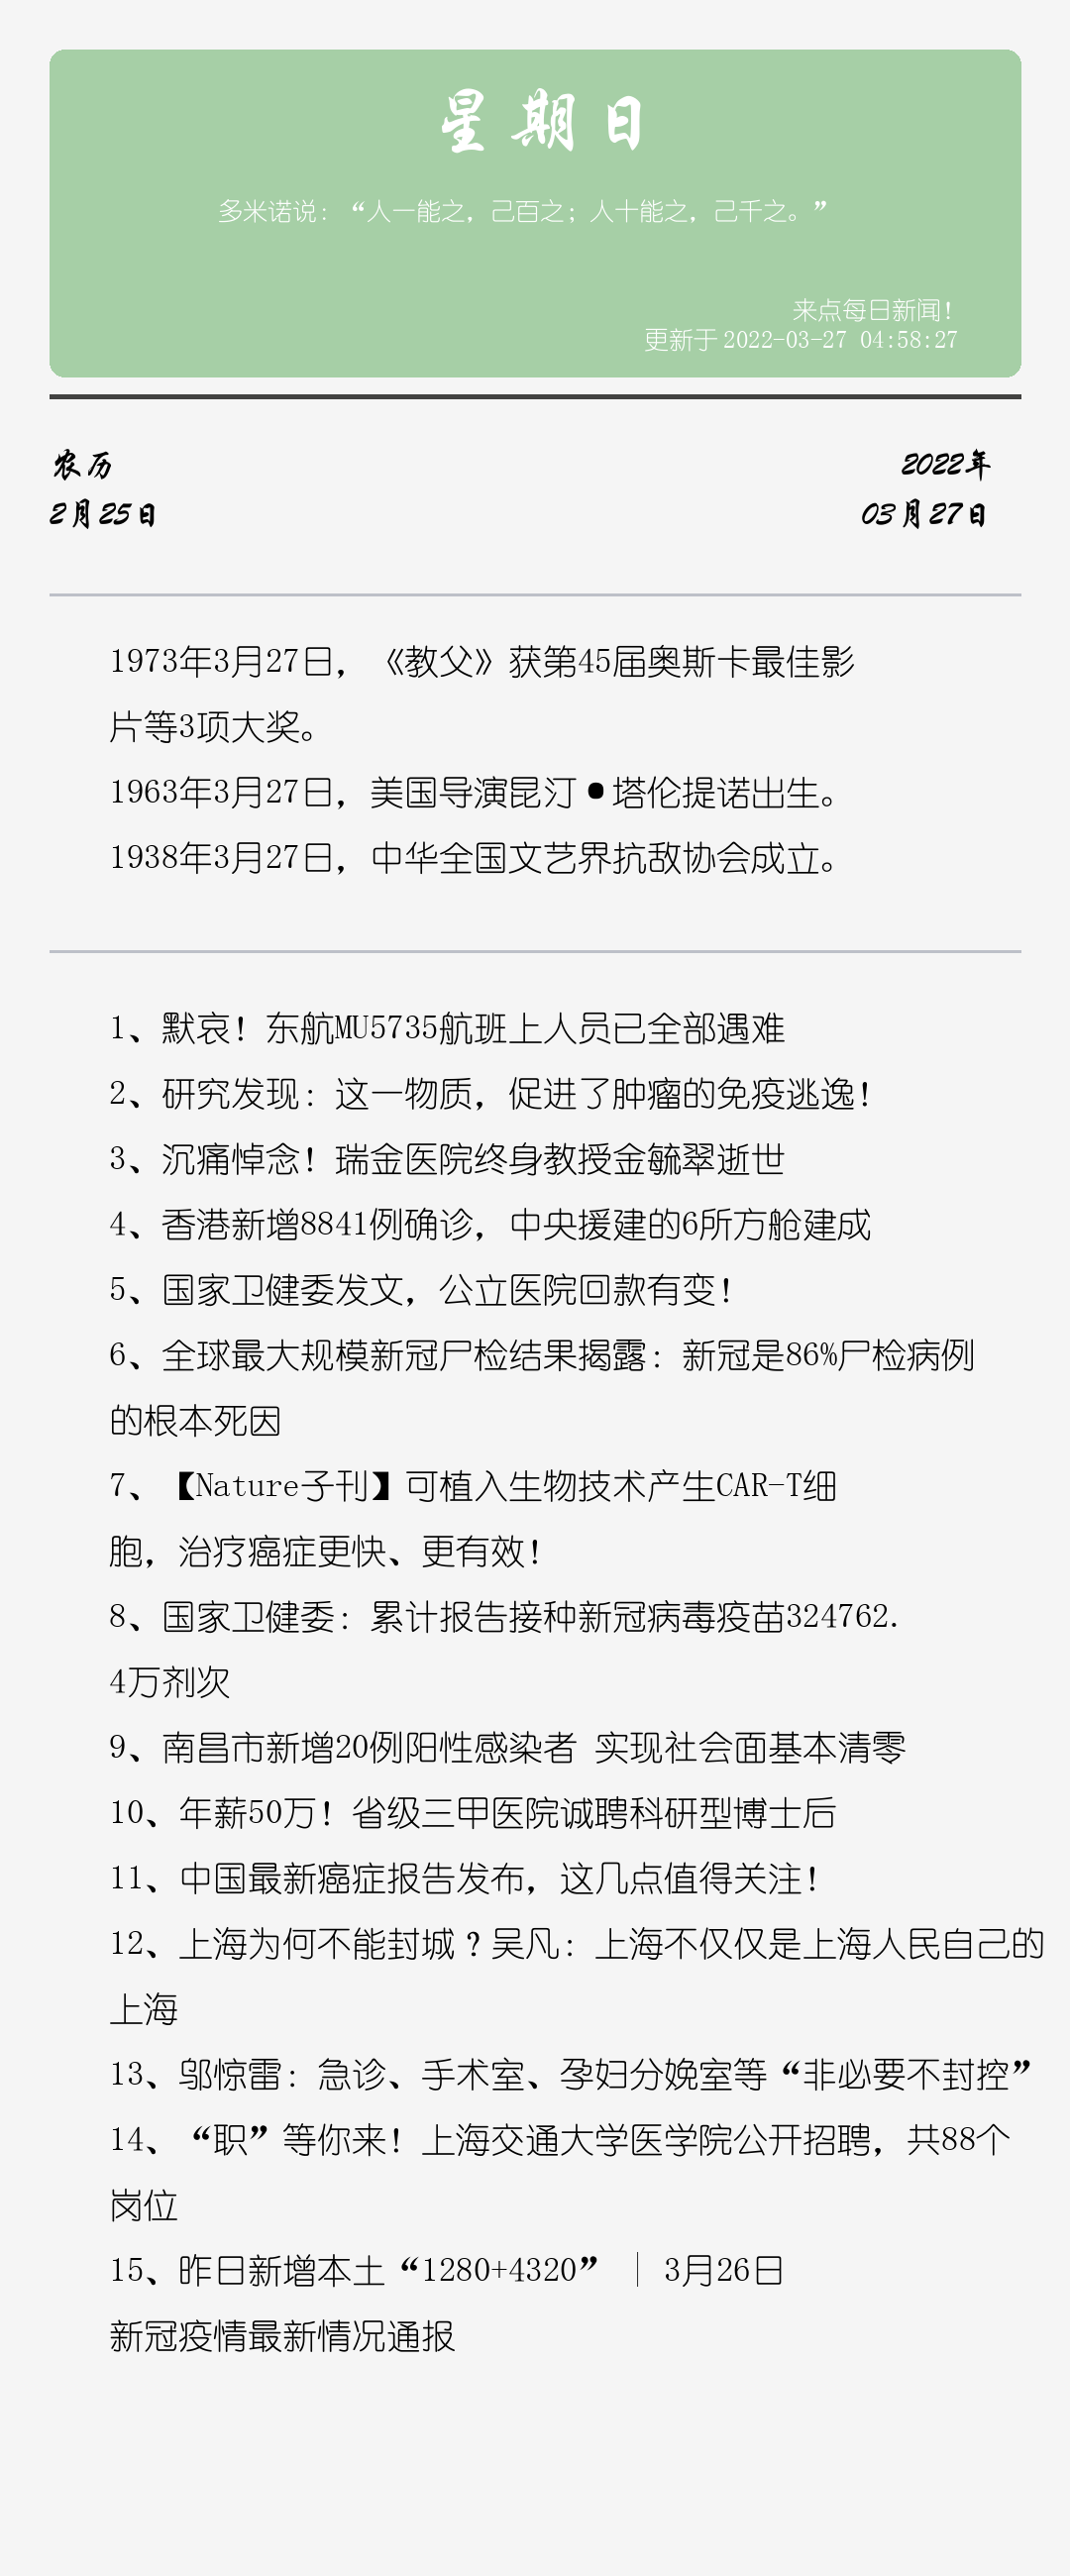 星期日
多米诺说：“人一能之，己百之；人十能之，己千之。”
来点每日新闻！
更新于 2022-03-27 04:58:27
农历
2月25日
2022年
03月27日
1973年3月27日，《教父》获第45届奥斯卡最佳影
片等3项大奖。
1963年3月27日，美国导演昆汀•塔伦提诺出生。
1938年3月27日，中华全国文艺界抗敌协会成立。
1、默哀！东航MU5735航班上人员已全部遇难
2、研究发现：这一物质，促进了肿瘤的免疫逃逸！
3、沉痛悼念！瑞金医院终身教授金毓翠逝世
4、香港新增8841例确诊，中央援建的6所方舱建成
5、国家卫健委发文，公立医院回款有变！
6、全球最大规模新冠尸检结果揭露：新冠是86%尸检病例
的根本死因
7、【Nature子刊】可植入生物技术产生CAR-T细
胞，治疗癌症更快、更有效！
8、国家卫健委：累计报告接种新冠病毒疫苗324762.
4万剂次
9、南昌市新增20例阳性感染者 实现社会面基本清零
10、年薪50万！省级三甲医院诚聘科研型博士后
11、中国最新癌症报告发布，这几点值得关注！
12、上海为何不能封城？吴凡：上海不仅仅是上海人民自己的
上海
13、邬惊雷：急诊、手术室、孕妇分娩室等“非必要不封控”
14、“职”等你来！上海交通大学医学院公开招聘，共88个
岗位
15、昨日新增本土“1280+4320” ｜ 3月26日
新冠疫情最新情况通报